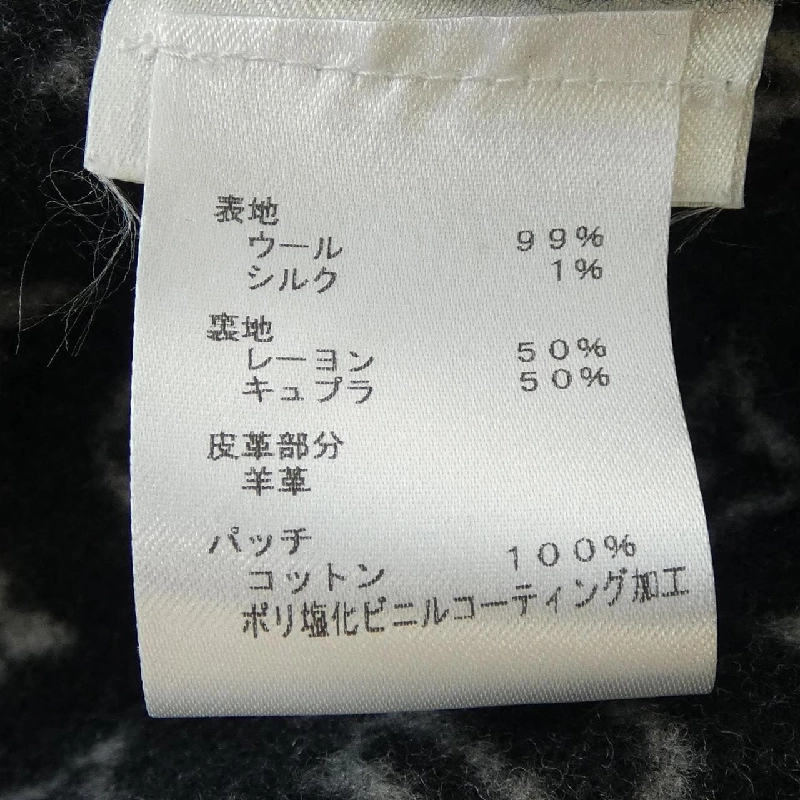 表地
ウール 99%
シルク 1%
裏地
レーヨン 50%
キュプラ 50%
皮革部分
羊革
パッチ
コットン 100%
ポリ塩化ビニルコーティング加工